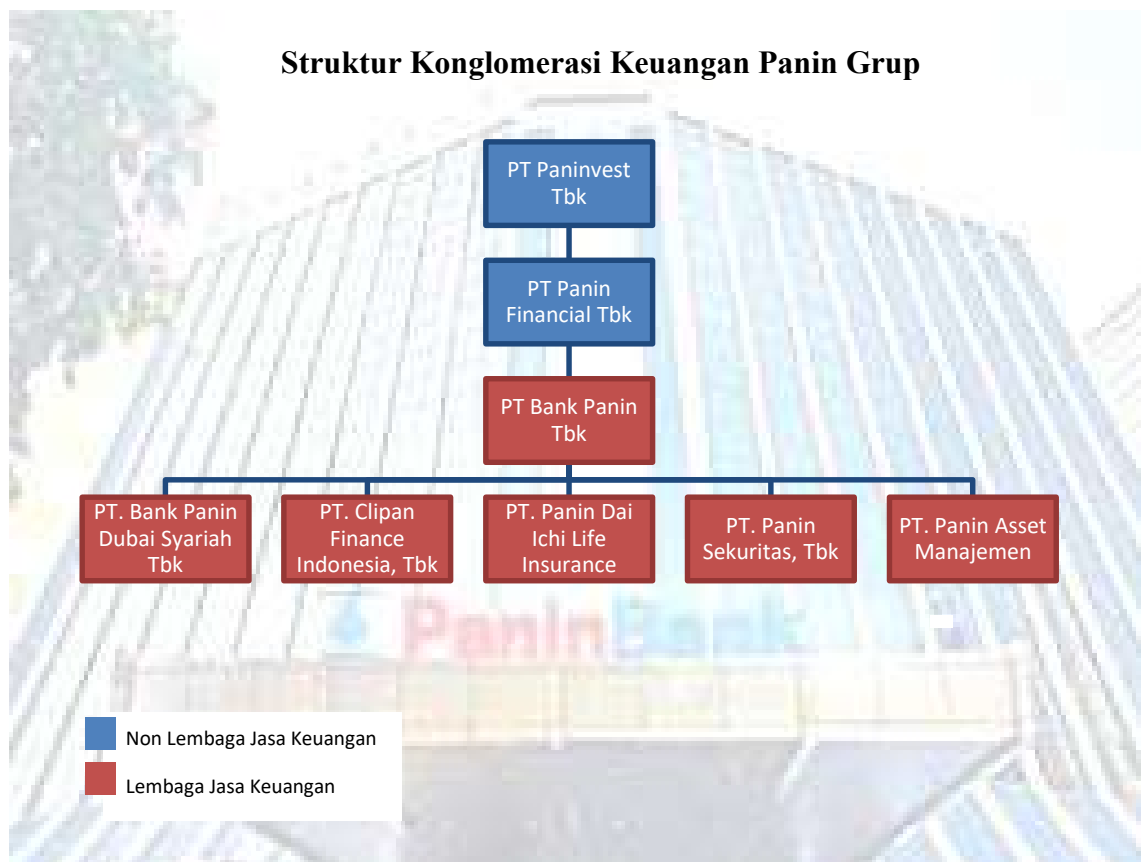 Struktur Konglomerasi Keuangan Panin Grup
PT Paninvest
Tbk
PT Panin
Financial Tbk
PT Bank Panin
Tbk
PT. Bank Panin
Dubai Syariah
Tbk
PT. Clipan
Finance
Indonesia, Tbk
PT. Panin Dai
Ichi Life
Insurance
PT. Panin
Sekuritas, Tbk
PT. Panin Asset
Manajemen
PaninBank
Non Lembaga Jasa Keuangan
Lembaga Jasa Keuangan